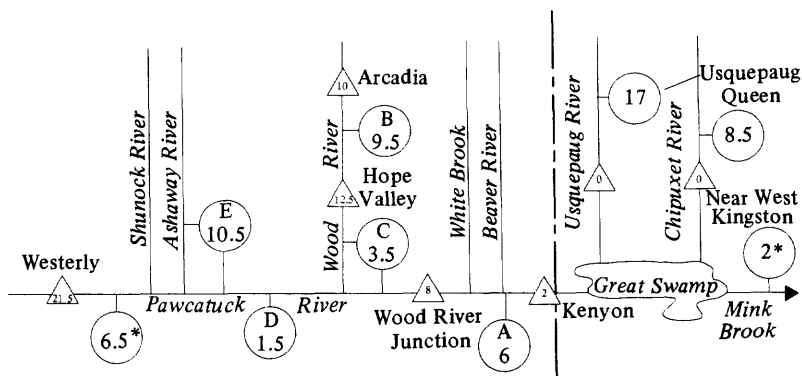 10
Arcadia
Usquepaug
Queen
17
B
9.5
8.5
Shunock River
Ashaway River
Wood River
White Brook
Beaver River
Usquepaug River
Chipuxet River
Hope
Valley
12.5
0
0
Near West
Kingston
2*
E
10.5
C
3.5
Westerly
21.5
Pawcatuck River
8
2
Great Swamp
Kenyon
Mink
Brook
6.5*
D
1.5
Wood River
Junction
A
6